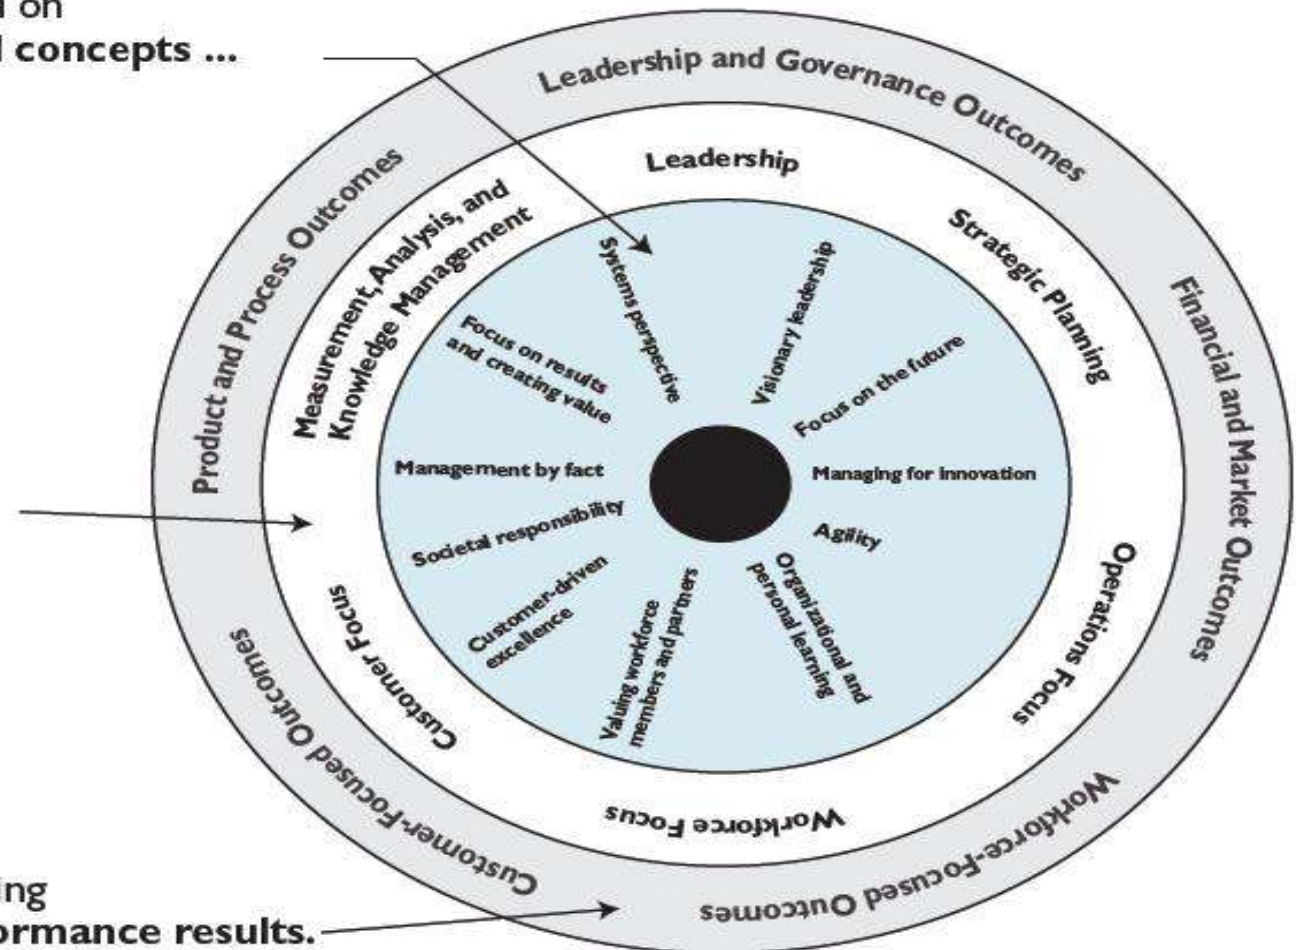 on
concepts ...
Leadership and Governance Outcomes
Financial and Market Outcomes
Workforce-Focused Outcomes
Customer-Focused Outcomes
Product and Process Outcomes
Leadership
Strategic Planning
Operations Focus
Workforce Focus
Customer Focus
Measurement, Analysis, and
Knowledge Management
Systems perspective
Visionary leadership
Focus on the future
Managing for innovation
Agility
Organizational and
personal learning
Valuing workforce
members and partners
Customer-driven
excellence
Societal responsibility
Management by fact
Focus on results
and creating value
ing
ormance results.